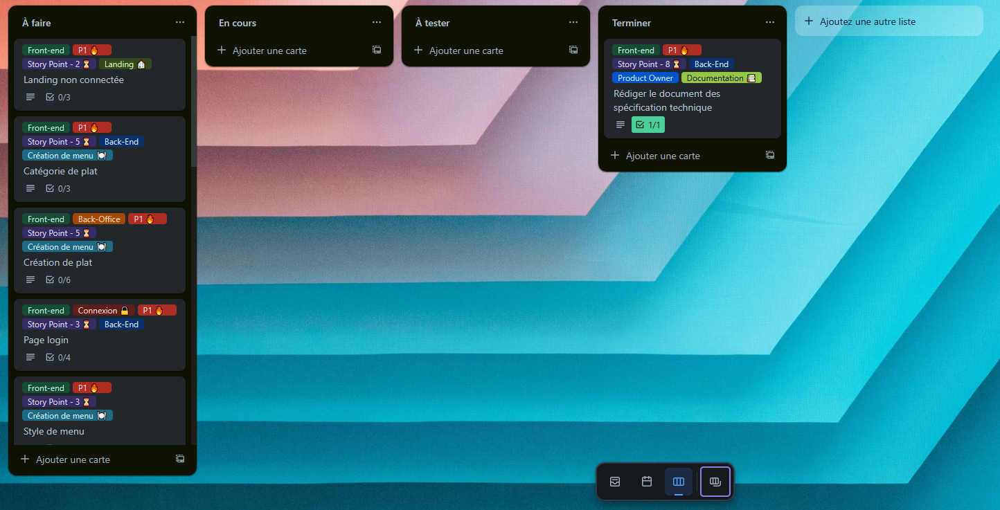 À faire
Front-end P1 🔥
Story Point - 2 ⏳ Landing 🏠
Landing non connectée
0/3
Front-end P1 🔥
Story Point - 5 ⏳ Back-End
Création de menu 🍽️
Catégorie de plat
0/3
Front-end Back-Office P1 🔥
Story Point - 5 ⏳
Création de menu 🍽️
Création de plat
0/6
Front-end Connexion 🔒 P1 🔥
Story Point - 3 ⏳ Back-End
Page login
0/4
Front-end P1 🔥
Story Point - 3 ⏳
Création de menu 🍽️
Style de menu
Ajouter une carte
En cours
Ajouter une carte
À tester
Ajouter une carte
Terminer
Front-end P1 🔥
Story Point - 8 ⏳ Back-End
Product Owner Documentation 📑
Rédiger le document des
spécification technique
1/1
Ajouter une carte
Ajoutez une autre liste